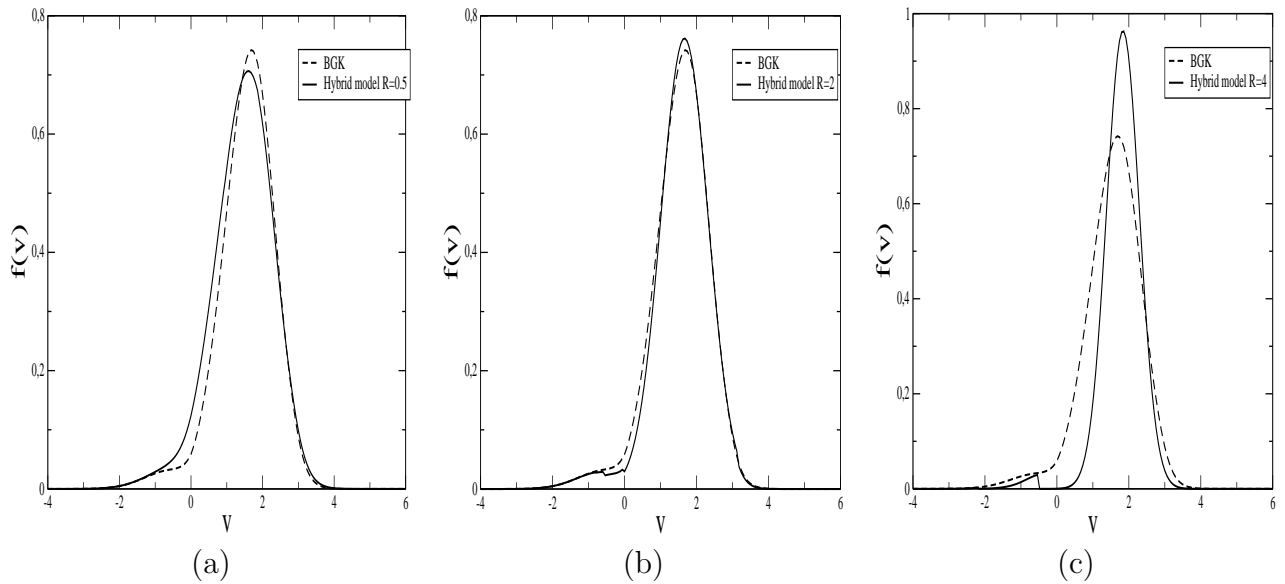 0,8
0,6
0,4
0,2
0
-4 -2 0 2 4 6
f(v)
V
BGK
Hybrid model R=0.5
(a)
0,8
0,6
0,4
0,2
0
-4 -2 0 2 4 6
f(v)
V
BGK
Hybrid model R=2
(b)
1
0,8
0,6
0,4
0,2
0
-4 -2 0 2 4 6
f(v)
V
BGK
Hybrid model R=4
(c)